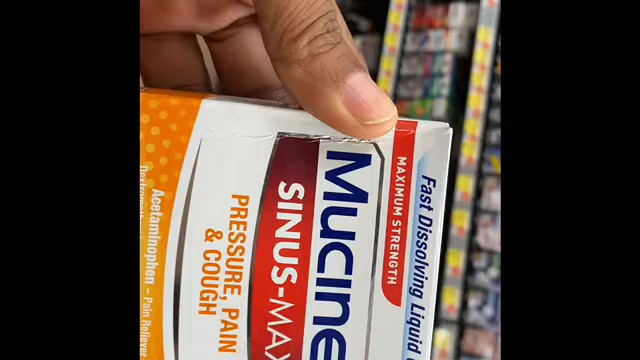 Fast Dissolving Liquid
MAXIMUM STRENGTH
Mucine
SINUS-MAX
PRESSURE, PAIN
& COUGH
Acetaminophen – Pain Reliever